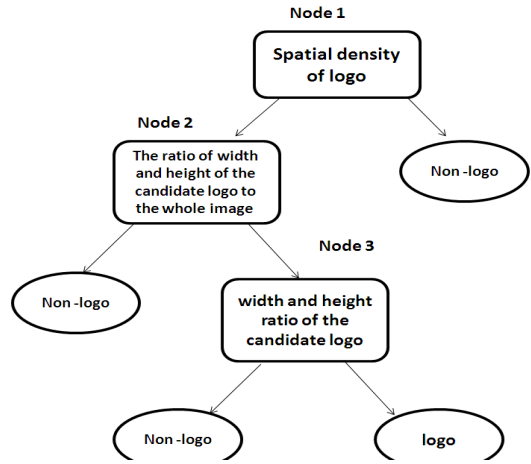 Node 1
Spatial density
of logo
Node 2
The ratio of width
and height of the
candidate logo to
the whole image
Non -logo
Node 3
Non -logo
width and height
ratio of the
candidate logo
Non -logo
logo